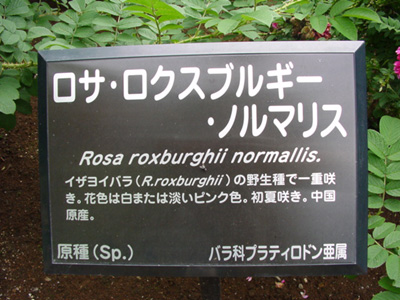 ロサ・ロクスブルギー
・ノルマリス
Rosa roxburghii normallis.
イザヨイバラ(R.roxburghii)の野生種で一重咲
き。花色は白または淡いピンク色。初夏咲き。中国
原産。
原種(Sp.) バラ科プラティロドン亜属